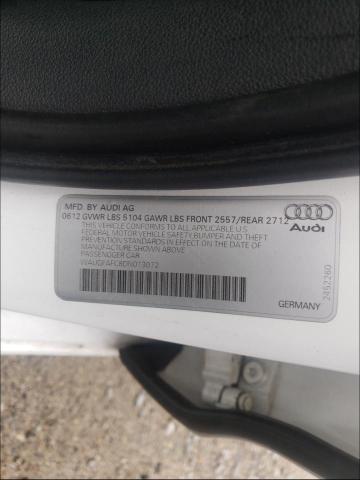 MFD. BY AUDI AG
0612 GVWR LBS 5104 GAWR LBS FRONT 2557/REAR 2712
THIS VEHICLE CONFORMS TO ALL APPLICABLE U.S.
FEDERAL MOTOR VEHICLE SAFETY, BUMPER AND THEFT
PREVENTION STANDARDS IN EFFECT ON THE DATE OF
MANUFACTURE SHOWN ABOVE
PASSENGER CAR
Audi
2452260
GERMANY